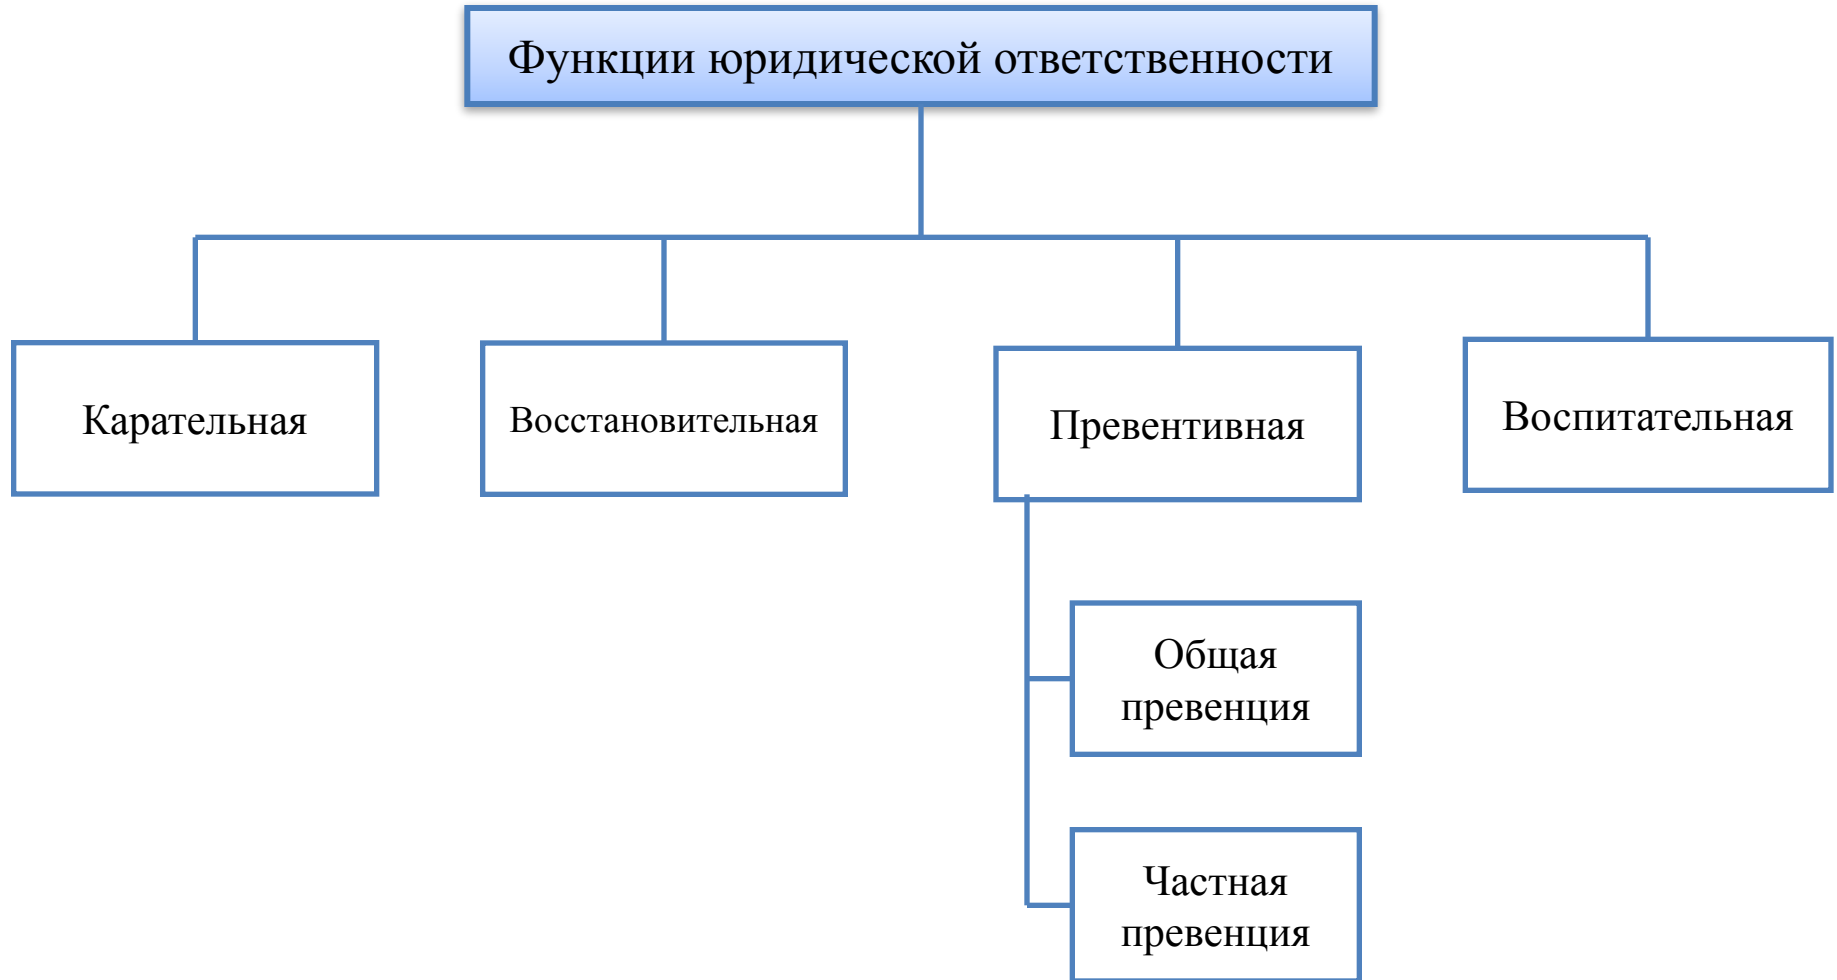 Функции юридической ответственности
Карательная
Восстановительная
Превентивная
Воспитательная
Общая
превенция
Частная
превенция